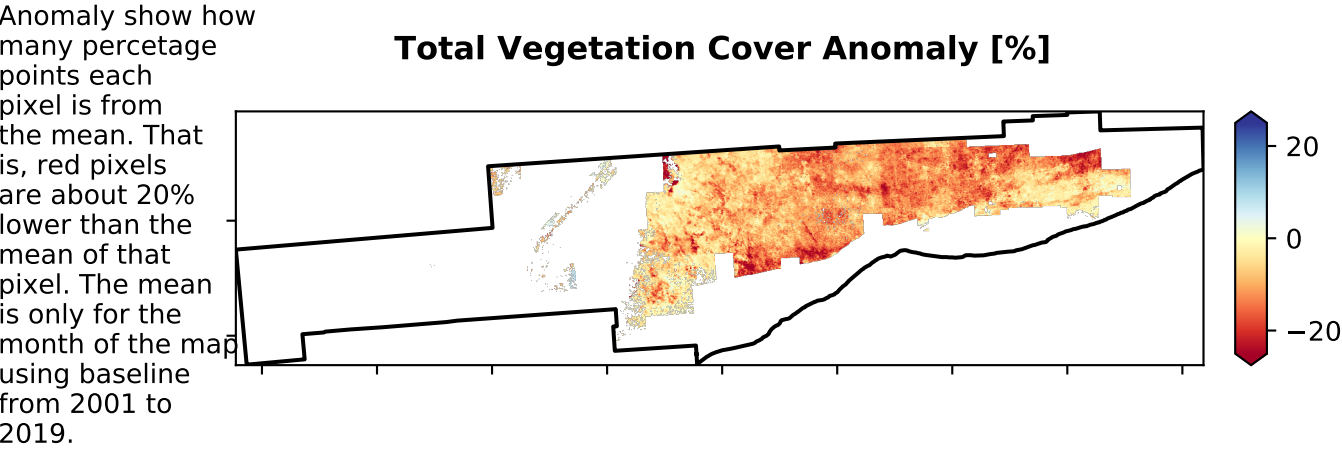 Anomaly show how
many percetage
points each
pixel is from
the mean. That
is, red pixels
are about 20%
lower than the
mean of that
pixel. The mean
is only for the
month of the map
using baseline
from 2001 to
2019.
Total Vegetation Cover Anomaly [%]
20
0
−20